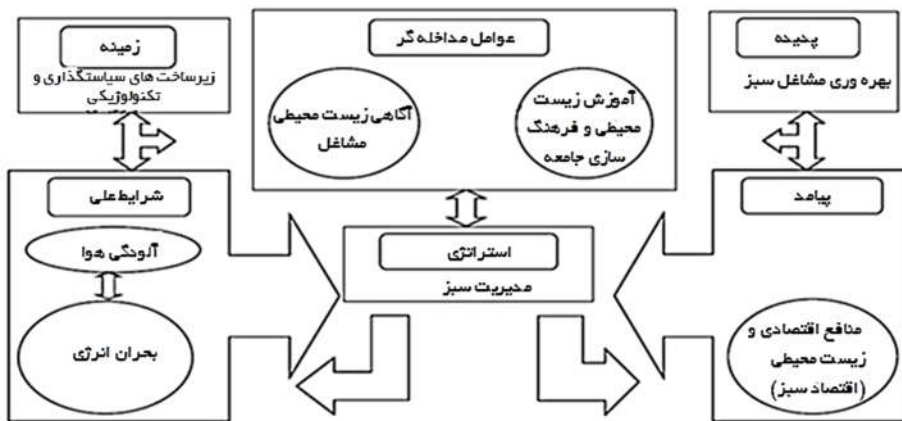 پدیده
بهره وری مشاغل سبز
عوامل مداخله گر
آموزش زیست
محیطی و فرهنگ
سازی جامعه
آگاهی زیست محیطی
مشاغل
زمینه
زیرساخت های سیاستگذاری و
تکنولوژیکی
پیامد
منافع اقتصادی و
زیست محیطی
(اقتصاد سبز)
استراتژی
مدیریت سبز
شرایط علی
آلودگی هوا
بحران انرژی